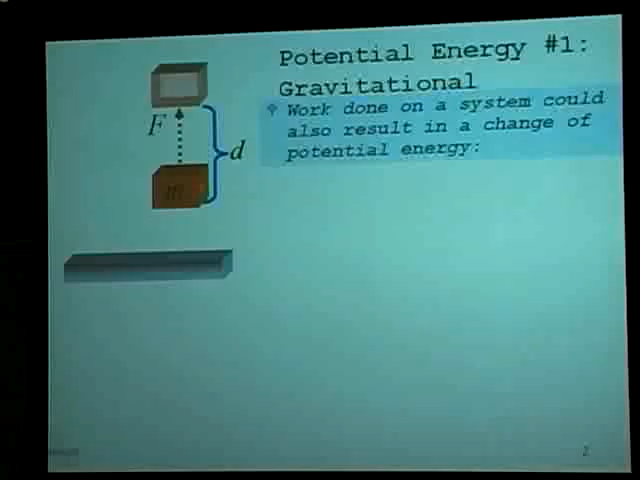 Potential Energy #1:
Gravitational
Work done on a system could
also result in a change of
potential energy:
F
d
m
2